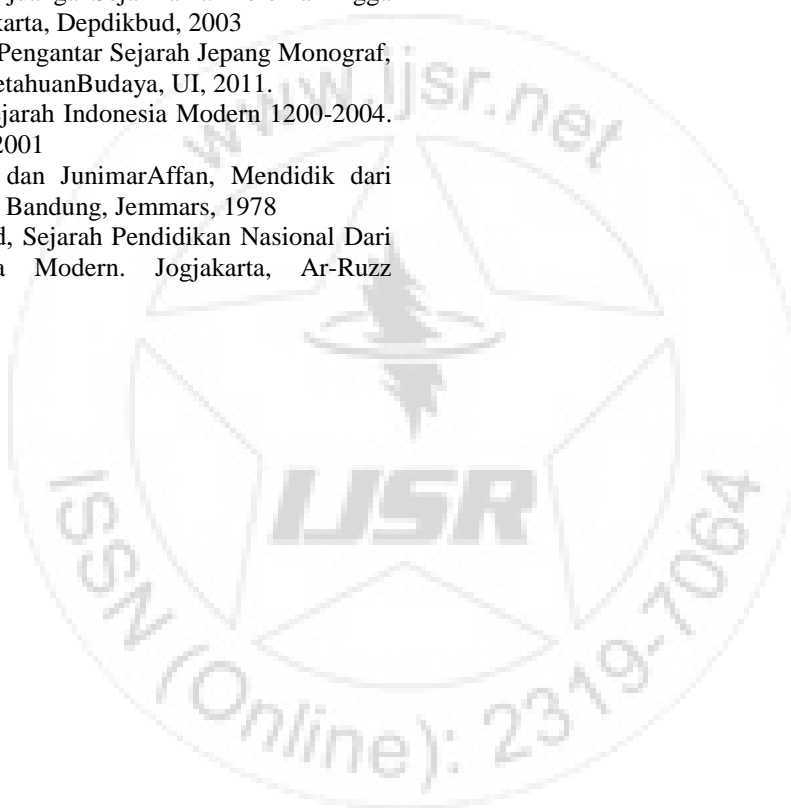 karta, Depdikbud, 2003
Pengantar Sejarah Jepang Monograf,
etahuanBudaya, UI, 2011.
jarah Indonesia Modern 1200-2004.
2001
dan JunimarAffan, Mendidik dari
Bandung, Jemmars, 1978
d, Sejarah Pendidikan Nasional Dari
a Modern. Jogjakarta, Ar-Ruzz
www.ijsr.net
IJSR
ISSN (Online): 2319-7064